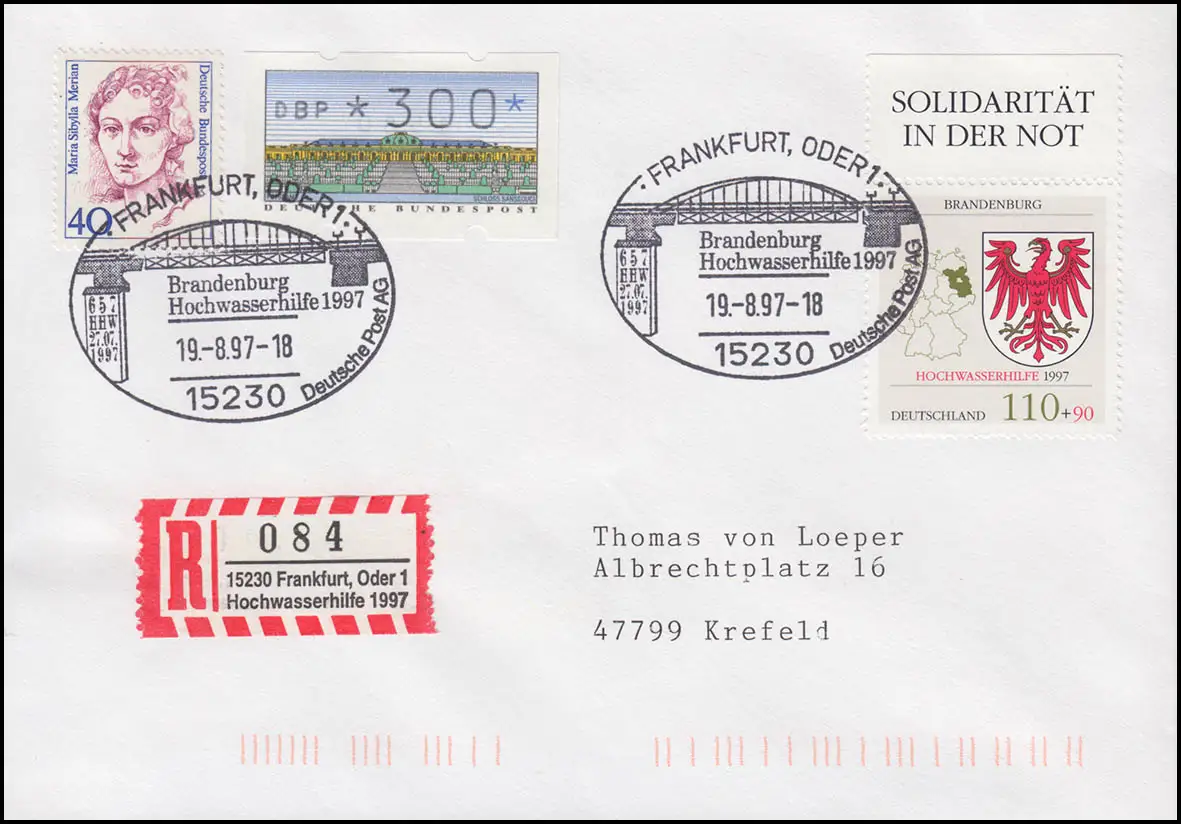 Maria Sibylla Merian
Deutsche Bundespost
40
DBP * 300 *
SCHLOSS SANSSOUCI
DEUTSCHE BUNDESPOST
FRANKFURT, ODER 1
Brandenburg
Hochwasserhilfe 1997
657
HHW
27.07.
1997
19.-8.97-18
15230
Deutsche Post AG
FRANKFURT, ODER 1
Brandenburg
Hochwasserhilfe 1997
657
HHW
27.07.
1997
19.-8.97-18
15230
Deutsche Post AG
SOLIDARITÄT
IN DER NOT
BRANDENBURG
HOCHWASSERHILFE 1997
DEUTSCHLAND 110+90
R
084
15230 Frankfurt, Oder 1
Hochwasserhilfe 1997
Thomas von Loeper
Albrechtplatz 16
47799 Krefeld